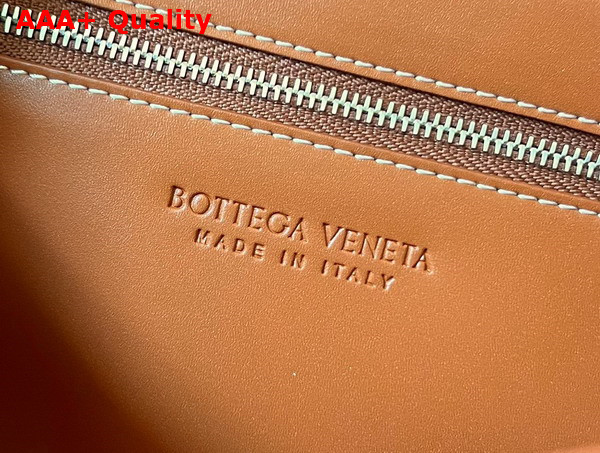 AAA+ Quality
BOTTEGA VENETA
MADE IN ITALY